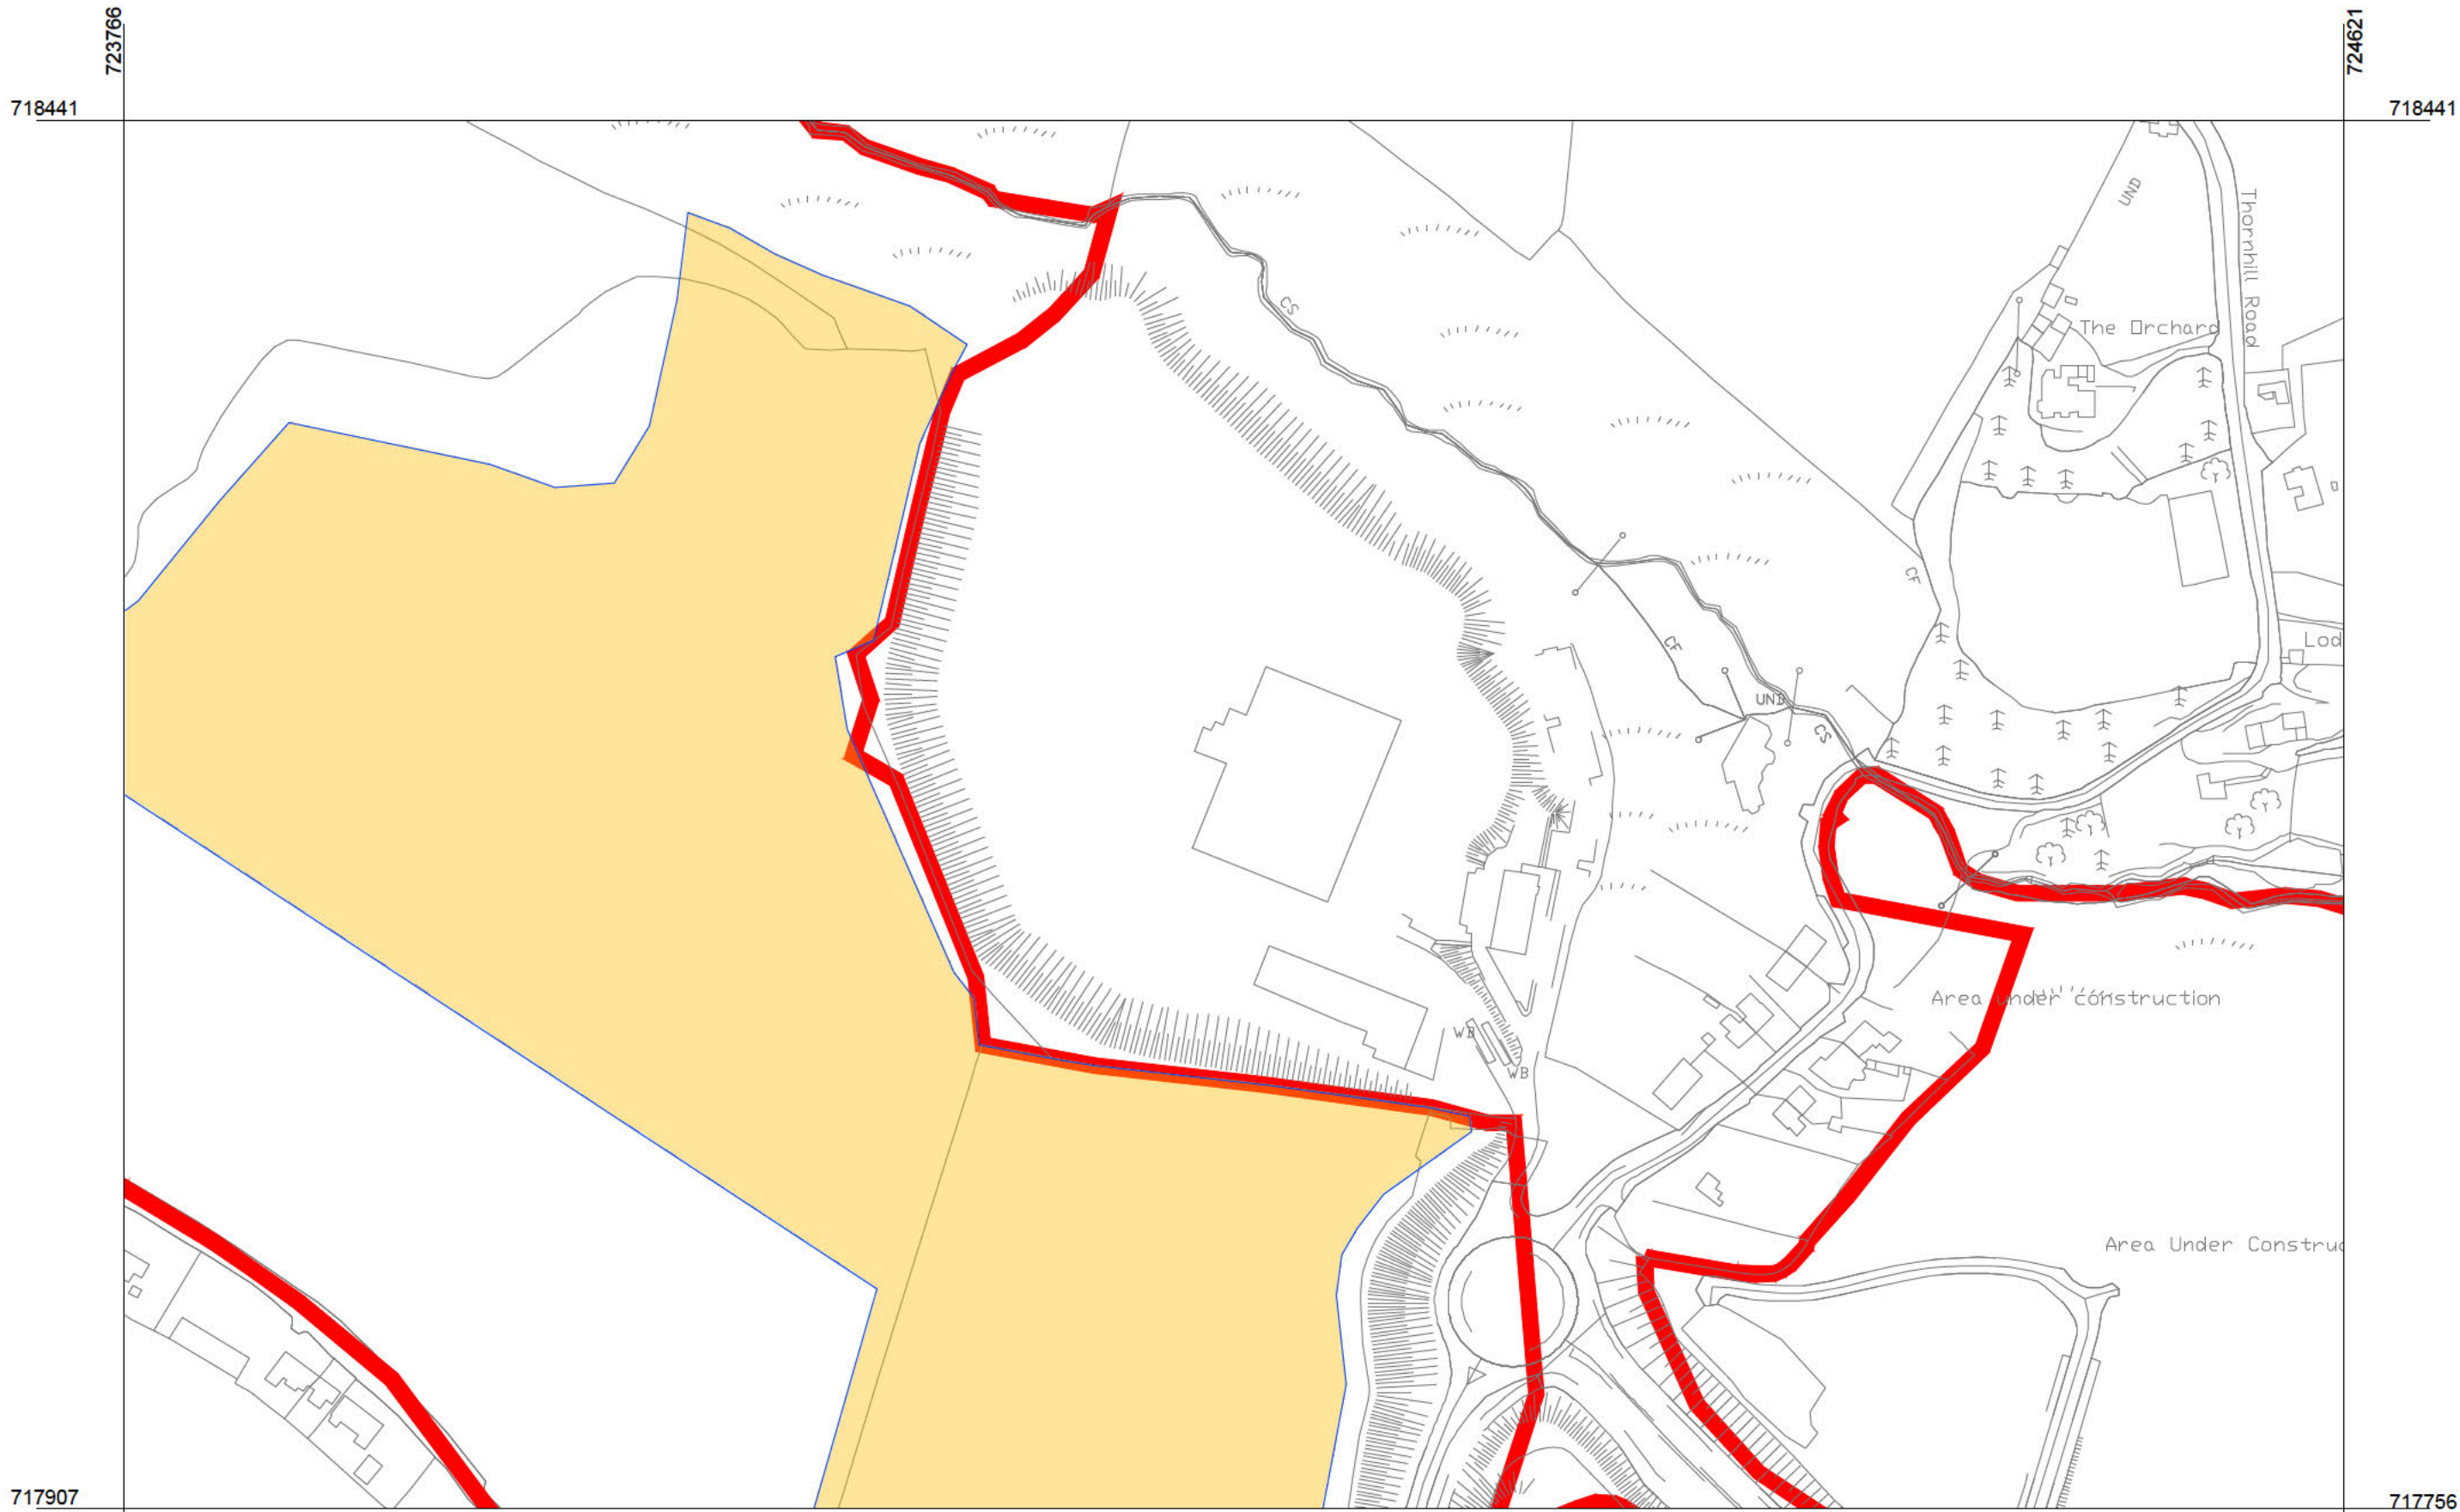 723766
724621
718441
718441
UND
Thornhill Road
CS
The Orchard
CF
CF
Lod
UND
CS
Area under construction
WB
WB
Area Under Construc
717907
717756